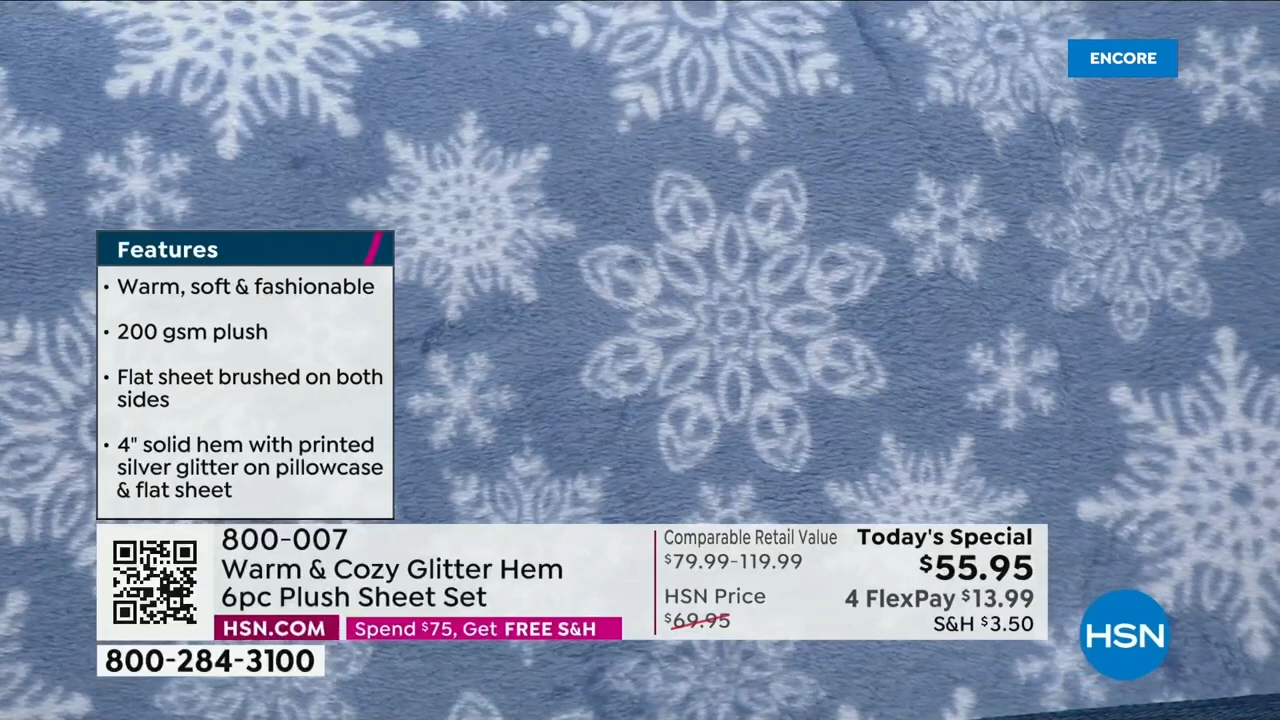 ENCORE
Features
• Warm, soft & fashionable
• 200 gsm plush
• Flat sheet brushed on both
sides
• 4" solid hem with printed
silver glitter on pillowcase
& flat sheet
800-007
Warm & Cozy Glitter Hem
6pc Plush Sheet Set
HSN.COM
Spend $75, Get FREE S&H
Comparable Retail Value
$79.99-119.99
HSN Price
$69.95
Today's Special
$55.95
4 FlexPay $13.99
S&H $3.50
800-284-3100
HSN